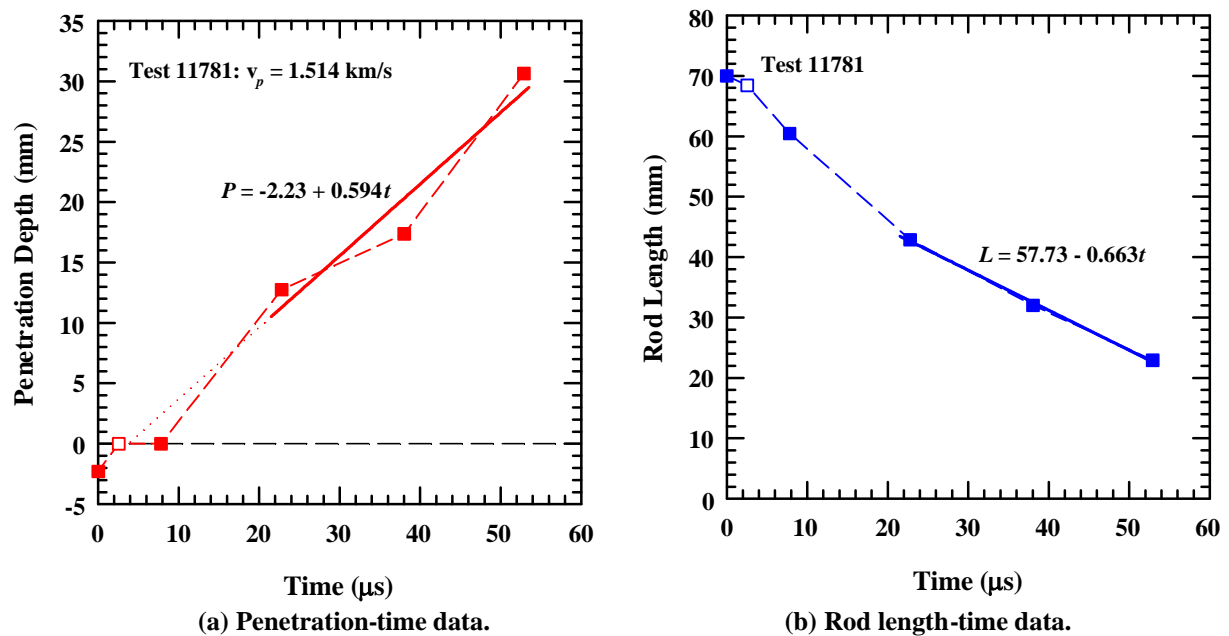 35
30
25
20
15
10
5
0
-5
Penetration Depth (mm)
Test 11781: vp = 1.514 km/s
P = -2.23 + 0.594t
0 10 20 30 40 50 60
Time (μs)
(a) Penetration-time data.
80
70
60
50
40
30
20
10
0
Rod Length (mm)
Test 11781
L = 57.73 - 0.663t
0 10 20 30 40 50 60
Time (μs)
(b) Rod length-time data.